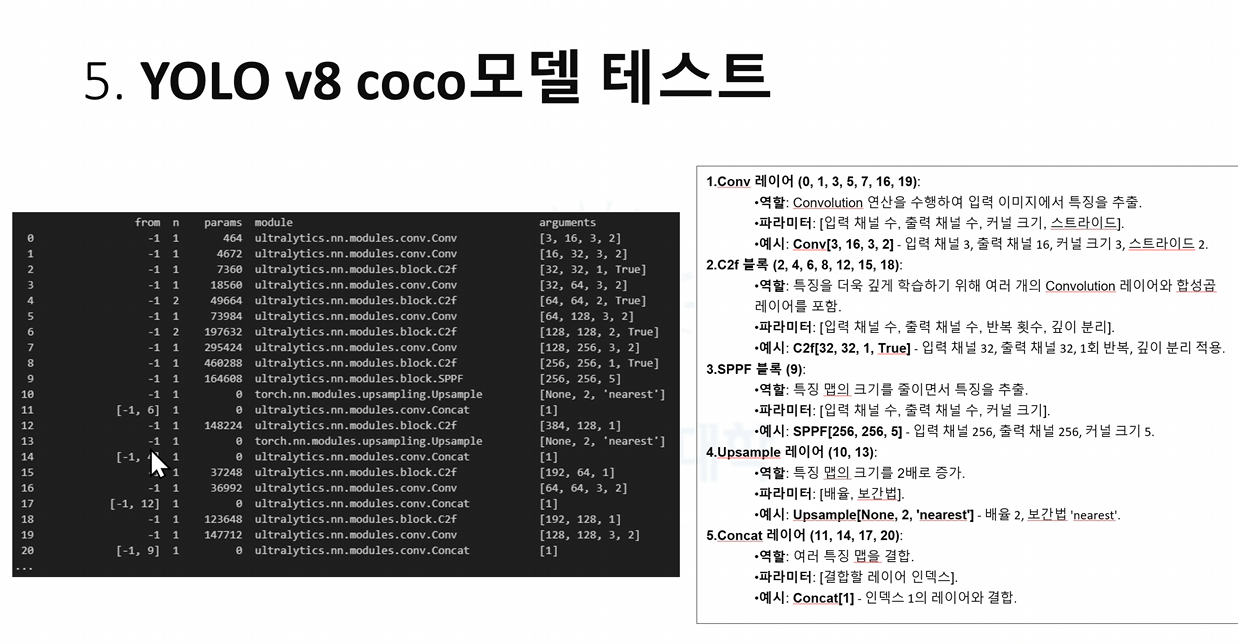 5. YOLO v8 coco모델 테스트
from n params module arguments
0 -1 1 464 ultralytics.nn.modules.conv.Conv [3, 16, 3, 2]
1 -1 1 4672 ultralytics.nn.modules.conv.Conv [16, 32, 3, 2]
2 -1 1 7360 ultralytics.nn.modules.block.C2f [32, 32, 1, True]
3 -1 1 18560 ultralytics.nn.modules.conv.Conv [32, 64, 3, 2]
4 -1 2 49664 ultralytics.nn.modules.block.C2f [64, 64, 2, True]
5 -1 1 73984 ultralytics.nn.modules.conv.Conv [64, 128, 3, 2]
6 -1 2 197632 ultralytics.nn.modules.block.C2f [128, 128, 2, True]
7 -1 1 295424 ultralytics.nn.modules.conv.Conv [128, 256, 3, 2]
8 -1 1 460288 ultralytics.nn.modules.block.C2f [256, 256, 1, True]
9 -1 1 164608 ultralytics.nn.modules.block.SPPF [256, 256, 5]
10 -1 1 0 torch.nn.modules.upsampling.Upsample [None, 2, 'nearest']
11 [-1, 6] 1 0 ultralytics.nn.modules.conv.Concat [1]
12 -1 1 148224 ultralytics.nn.modules.block.C2f [384, 128, 1]
13 -1 1 0 torch.nn.modules.upsampling.Upsample [None, 2, 'nearest']
14 [-1, 1 0 ultralytics.nn.modules.conv.Concat [1]
15 1 37248 ultralytics.nn.modules.block.C2f [192, 64, 1]
16 -1 1 36992 ultralytics.nn.modules.conv.Conv [64, 64, 3, 2]
17 [-1, 12] 1 0 ultralytics.nn.modules.conv.Concat [1]
18 -1 1 123648 ultralytics.nn.modules.block.C2f [192, 128, 1]
19 -1 1 147712 ultralytics.nn.modules.conv.Conv [128, 128, 3, 2]
20 [-1, 9] 1 0 ultralytics.nn.modules.conv.Concat [1]
...
1.Conv 레이어 (0, 1, 3, 5, 7, 16, 19):
•역할: Convolution 연산을 수행하여 입력 이미지에서 특징을 추출.
•파라미터: [입력 채널 수, 출력 채널 수, 커널 크기, 스트라이드].
•예시: Conv[3, 16, 3, 2] - 입력 채널 3, 출력 채널 16, 커널 크기 3, 스트라이드 2.
2.C2f 블록 (2, 4, 6, 8, 12, 15, 18):
•역할: 특징을 더욱 깊게 학습하기 위해 여러 개의 Convolution 레이어와 합성곱
레이어를 포함.
•파라미터: [입력 채널 수, 출력 채널 수, 반복 횟수, 깊이 분리].
•예시: C2f[32, 32, 1, True] - 입력 채널 32, 출력 채널 32, 1회 반복, 깊이 분리 적용.
3.SPPF 블록 (9):
•역할: 특징 맵의 크기를 줄이면서 특징을 추출.
•파라미터: [입력 채널 수, 출력 채널 수, 커널 크기].
•예시: SPPF[256, 256, 5] - 입력 채널 256, 출력 채널 256, 커널 크기 5.
4.Upsample 레이어 (10, 13):
•역할: 특징 맵의 크기를 2배로 증가.
•파라미터: [배율, 보간법].
•예시: Upsample[None, 2, 'nearest'] - 배율 2, 보간법 'nearest'.
5.Concat 레이어 (11, 14, 17, 20):
•역할: 여러 특징 맵을 결합.
•파라미터: [결합할 레이어 인덱스].
•예시: Concat[1] - 인덱스 1의 레이어와 결합.